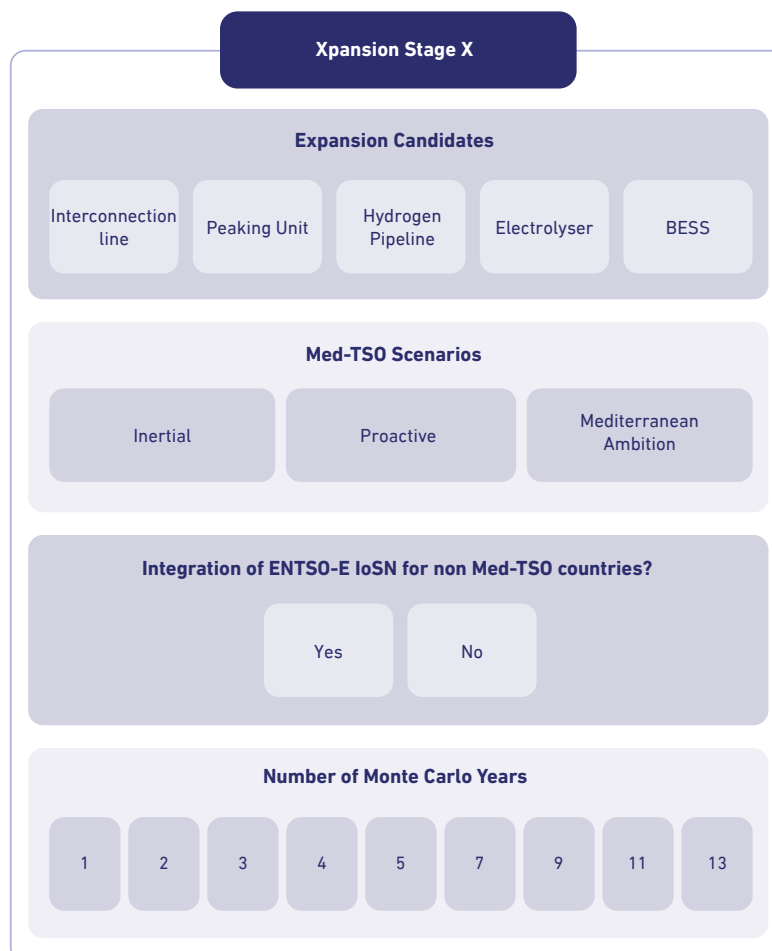 Xpansion Stage X
Expansion Candidates
Interconnection
line
Peaking Unit
Hydrogen
Pipeline
Electrolyser
BESS
Med-TSO Scenarios
Inertial
Proactive
Mediterranean
Ambition
Integration of ENTSO-E IoSN for non Med-TSO countries?
Yes
No
Number of Monte Carlo Years
1
2
3
4
5
7
9
11
13